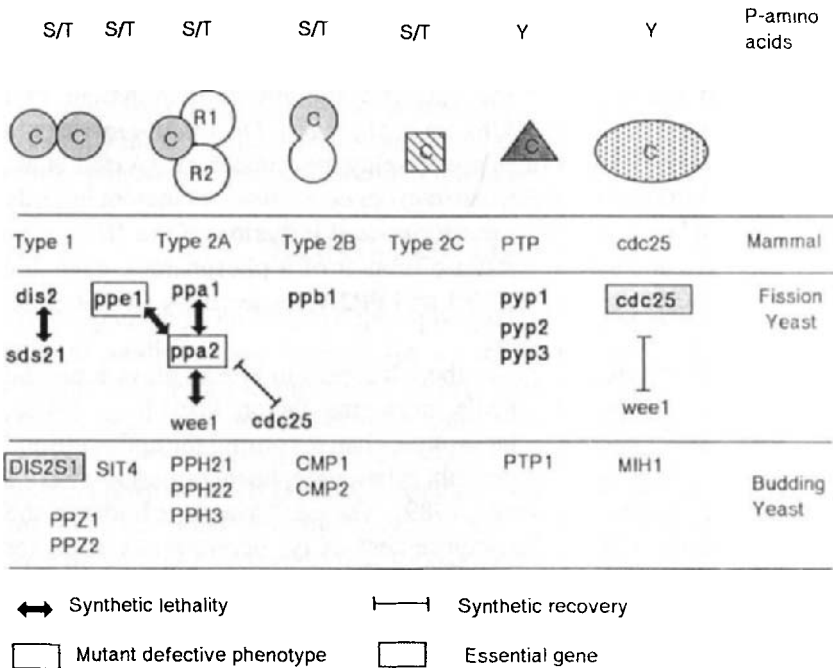 S/T S/T S/T S/T S/T Y Y P-amino
acids
C C C R1 R2 C C C C
Type 1 Type 2A Type 2B Type 2C PTP cdc25 Mammal
dis2 ppe1 ppa1 ppb1 pyp1 cdc25 Fission
Yeast
pyp2
sds21 ppa2 pyp3
wee1 cdc25 wee1
DIS2S1 SIT4 PPH21 CMP1 PTP1 MIH1 Budding
Yeast
PPH22 CMP2
PPZ1 PPH3
PPZ2
Synthetic lethality Synthetic recovery
Mutant defective phenotype Essential gene